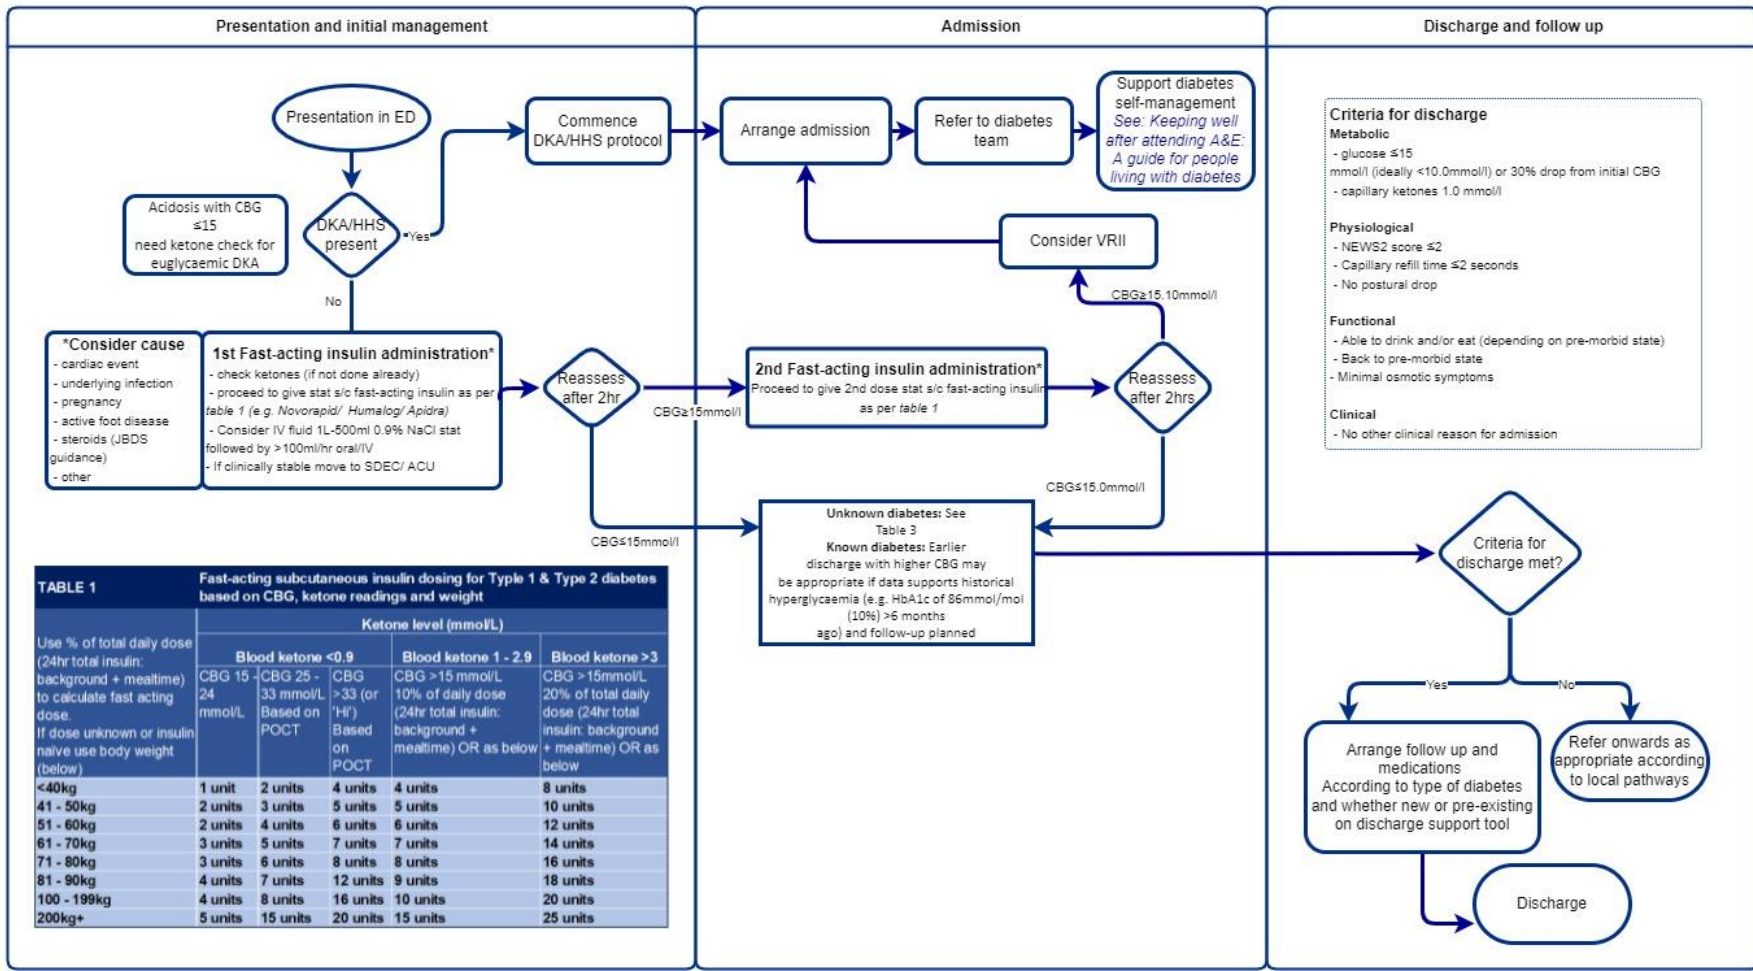 Presentation and initial management
Admission
Discharge and follow up
Presentation in ED
Acidosis with CBG
≤15
need ketone check for
euglycaemic DKA
DKA/HHS
present
Yes
No
Commence
DKA/HHS protocol
Arrange admission
Refer to diabetes
team
Support diabetes
self-management
See: Keeping well
after attending A&E:
A guide for people
living with diabetes
Consider VRII
CBG≥15.10mmol/l
*Consider cause
- cardiac event
- underlying infection
- pregnancy
- active foot disease
- steroids (JBDS
guidance)
- other
1st Fast-acting insulin administration*
- check ketones (if not done already)
- proceed to give stat s/c fast-acting insulin as per
table 1 (e.g. Novorapid/ Humalog/ Apidra)
- Consider IV fluid 1L-500ml 0.9% NaCl stat
followed by >100ml/hr oral/IV
- If clinically stable move to SDEC/ ACU
Reassess
after 2hr
CBG≥15mmol/l
CBG≤15mmol/l
2nd Fast-acting insulin administration*
Proceed to give 2nd dose stat s/c fast-acting insulin
as per table 1
Reassess
after 2hrs
CBG≤15.0mmol/l
Unknown diabetes: See
Table 3
Known diabetes: Earlier
discharge with higher CBG may
be appropriate if data supports historical
hyperglycaemia (e.g. HbA1c of 86mmol/mol
(10%) >6 months
ago) and follow-up planned
Criteria for discharge
Metabolic
- glucose ≤15
mmol/l (ideally <10.0mmol/l) or 30% drop from initial CBG
- capillary ketones 1.0 mmol/l
Physiological
- NEWS2 score ≤2
- Capillary refill time ≤2 seconds
- No postural drop
Functional
- Able to drink and/or eat (depending on pre-morbid state)
- Back to pre-morbid state
- Minimal osmotic symptoms
Clinical
- No other clinical reason for admission
Criteria for
discharge met?
Yes
No
Arrange follow up and
medications
According to type of diabetes
and whether new or pre-existing
on discharge support tool
Refer onwards as
appropriate according
to local pathways
Discharge
TABLE 1
Fast-acting subcutaneous insulin dosing for Typle 1 & Type 2 diabetes
based on CBG, ketone readings and weight
Use % of total daily dose
(24hr total insulin:
background + mealtime)
to calculate fast acting
dose.
If dose unknown or insulin
naïve use body weight
(below)
Ketone level (mmol/L)
Blood ketone <0.9
Blood ketone 1 - 2.9
Blood ketone >3
CBG 15 -
24
mmol/L
CBG 25 -
33 mmol/L
Based on
POCT
CBG
>33 (or
'Hi')
Based
on
POCT
CBG >15 mmol/L
10% of daily dose
(24hr total insulin:
background +
mealtime) OR as below
CBG >15mmol/L
20% of total daily
dose (24hr total
insulin: background
+ mealtime) OR as
below
<40kg 1 unit 2 units 4 units 4 units 8 units
41 - 50kg 2 units 3 units 5 units 5 units 10 units
51 - 60kg 2 units 4 units 6 units 6 units 12 units
61 - 70kg 3 units 5 units 7 units 7 units 14 units
71 - 80kg 3 units 6 units 8 units 8 units 16 units
81 - 90kg 4 units 7 units 12 units 9 units 18 units
100 - 199kg 4 units 8 units 16 units 10 units 20 units
200kg+ 5 units 15 units 20 units 15 units 25 units